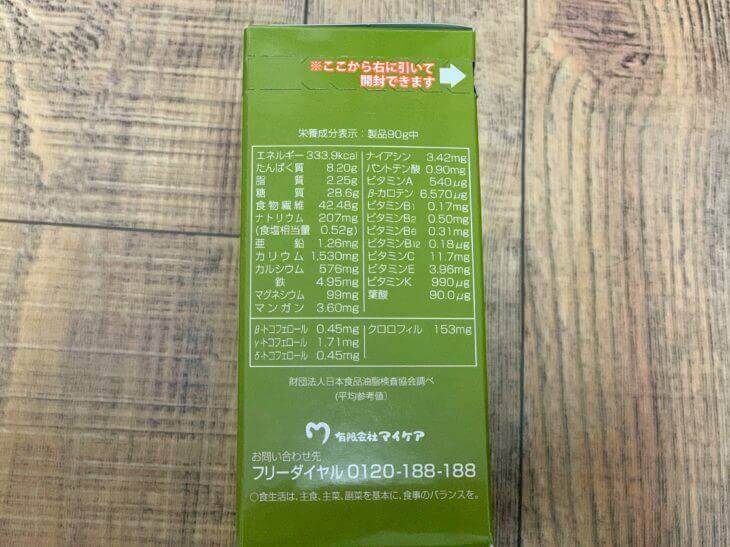 ※ここから右に引いて
開封できます
栄養成分表示：製品90g中
エネルギー 333.9kcal
たんぱく質 8.20g
脂質 2.25g
糖質 28.6g
食物繊維 42.48g
ナトリウム 207mg
(食塩相当量 0.52g)
亜鉛 1.26mg
カリウム 1,530mg
カルシウム 576mg
鉄 4.95mg
マグネシウム 99mg
マンガン 3.60mg
ナイアシン 3.42mg
パントテン酸 0.90mg
ビタミンA 540μg
β-カロテン 6,570μg
ビタミンB1 0.17mg
ビタミンB2 0.50mg
ビタミンB6 0.31mg
ビタミンB12 0.18μg
ビタミンC 11.7mg
ビタミンE 3.96mg
ビタミンK 990μg
葉酸 90.0μg
β-トコフェロール 0.45mg
γ-トコフェロール 1.71mg
δ-トコフェロール 0.45mg
クロロフィル 153mg
財団法人日本食品油脂検査協会調べ
(平均参考値)
有限会社マイケア
お問い合わせ先
フリーダイヤル 0120-188-188
○食生活は、主食、主菜、副菜を基本に、食事のバランスを。